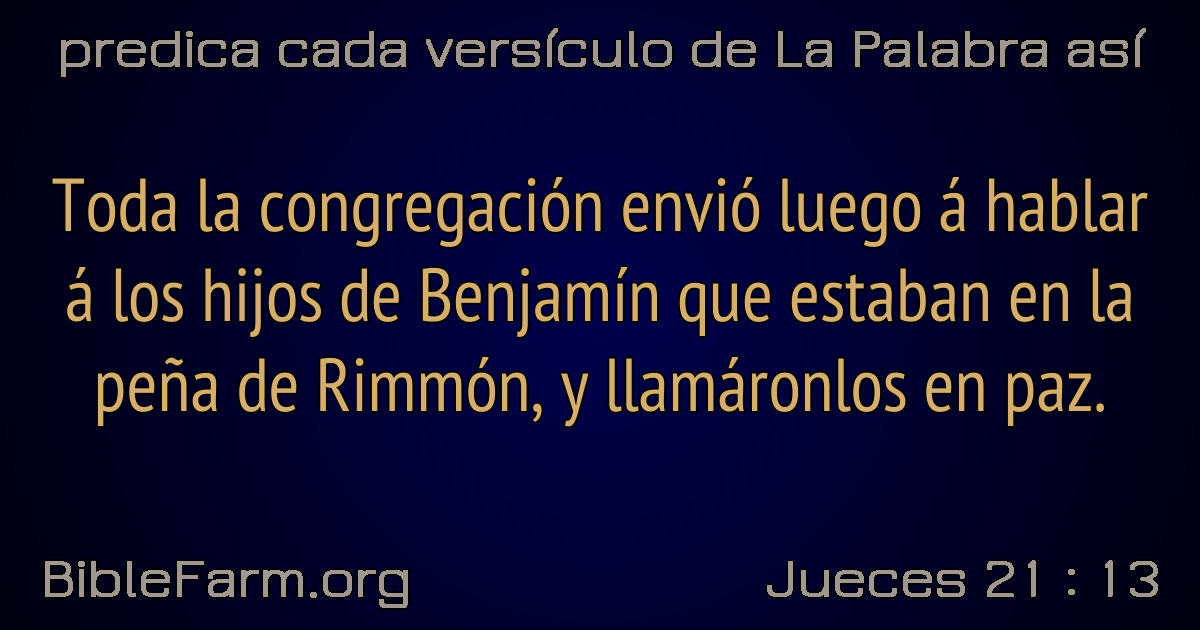 predica cada versículo de La Palabra así
Toda la congregación envió luego á hablar
á los hijos de Benjamín que estaban en la
peña de Rimmón, y llamáronlos en paz.
BibleFarm.org
Jueces 21 : 13